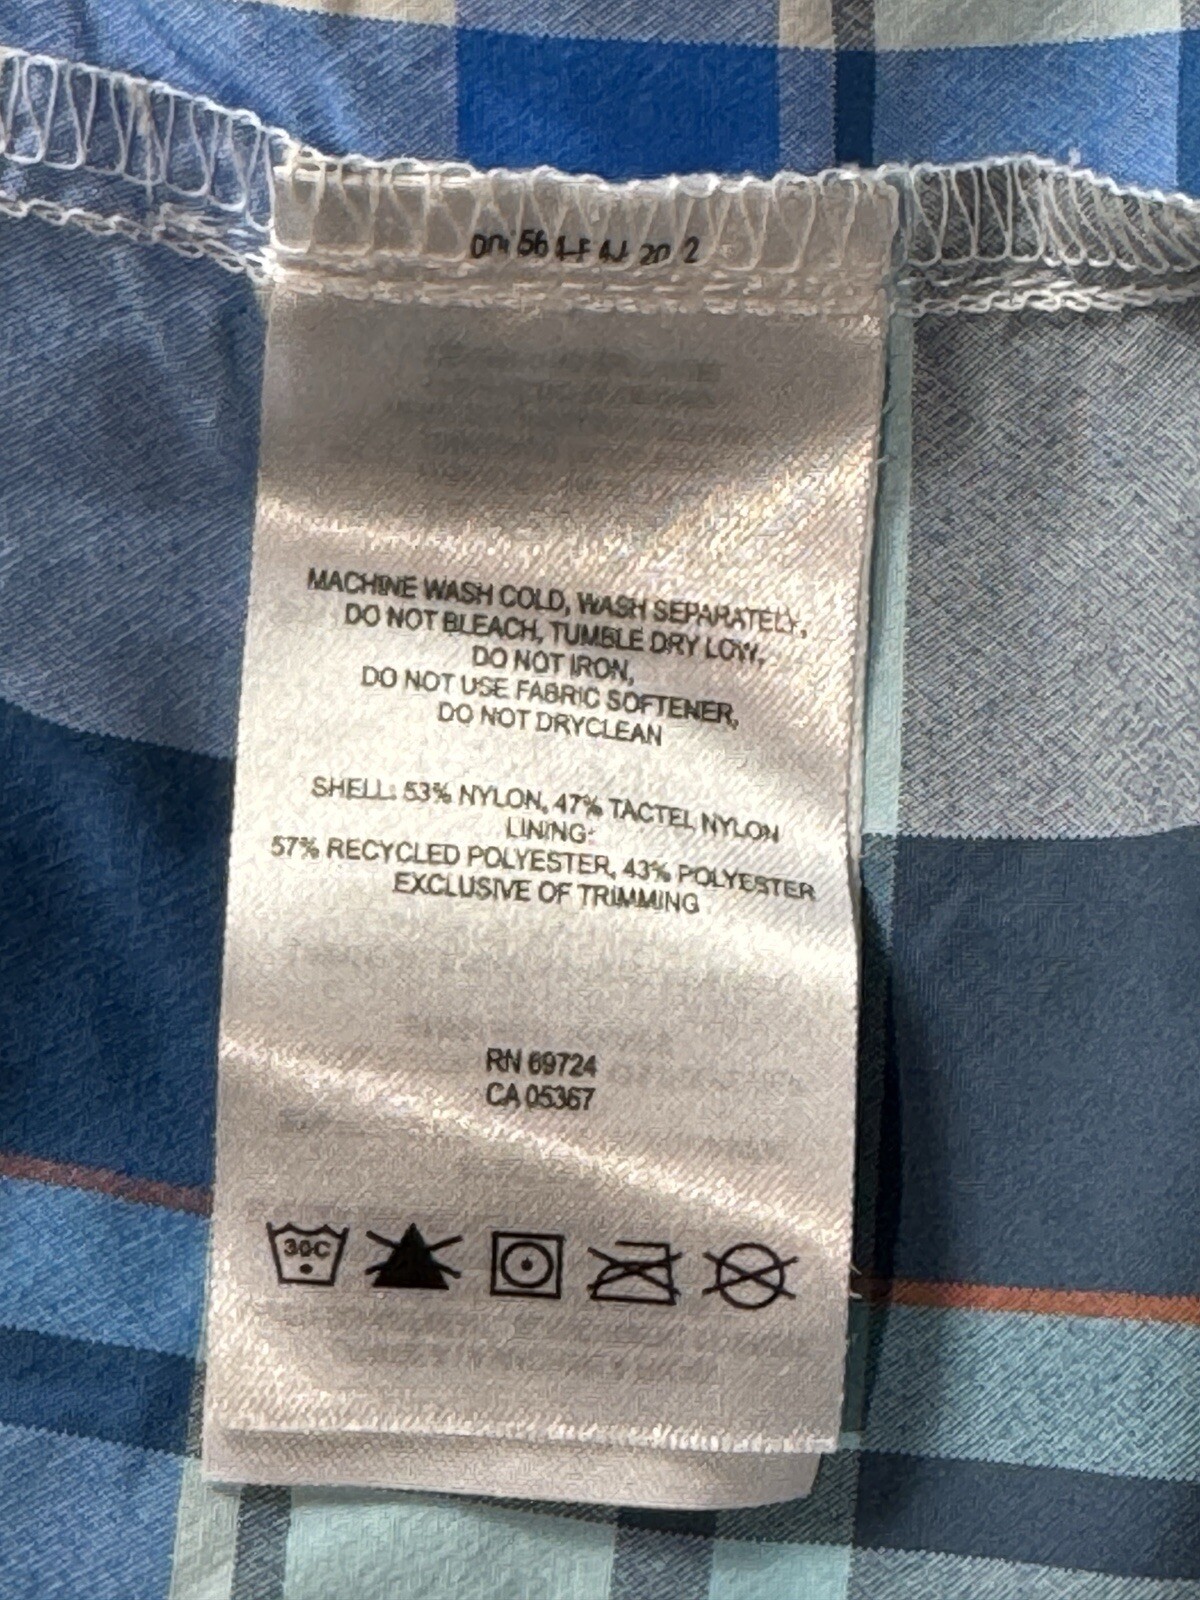 MACHINE WASH COLD, WASH SEPARATELY,
DO NOT BLEACH, TUMBLE DRY LOW,
DO NOT IRON,
DO NOT USE FABRIC SOFTENER,
DO NOT DRYCLEAN
SHELL: 53% NYLON, 47% TACTEL NYLON
LINING:
57% RECYCLED POLYESTER, 43% POLYESTER
EXCLUSIVE OF TRIMMING
RN 69724
CA 05367
30C